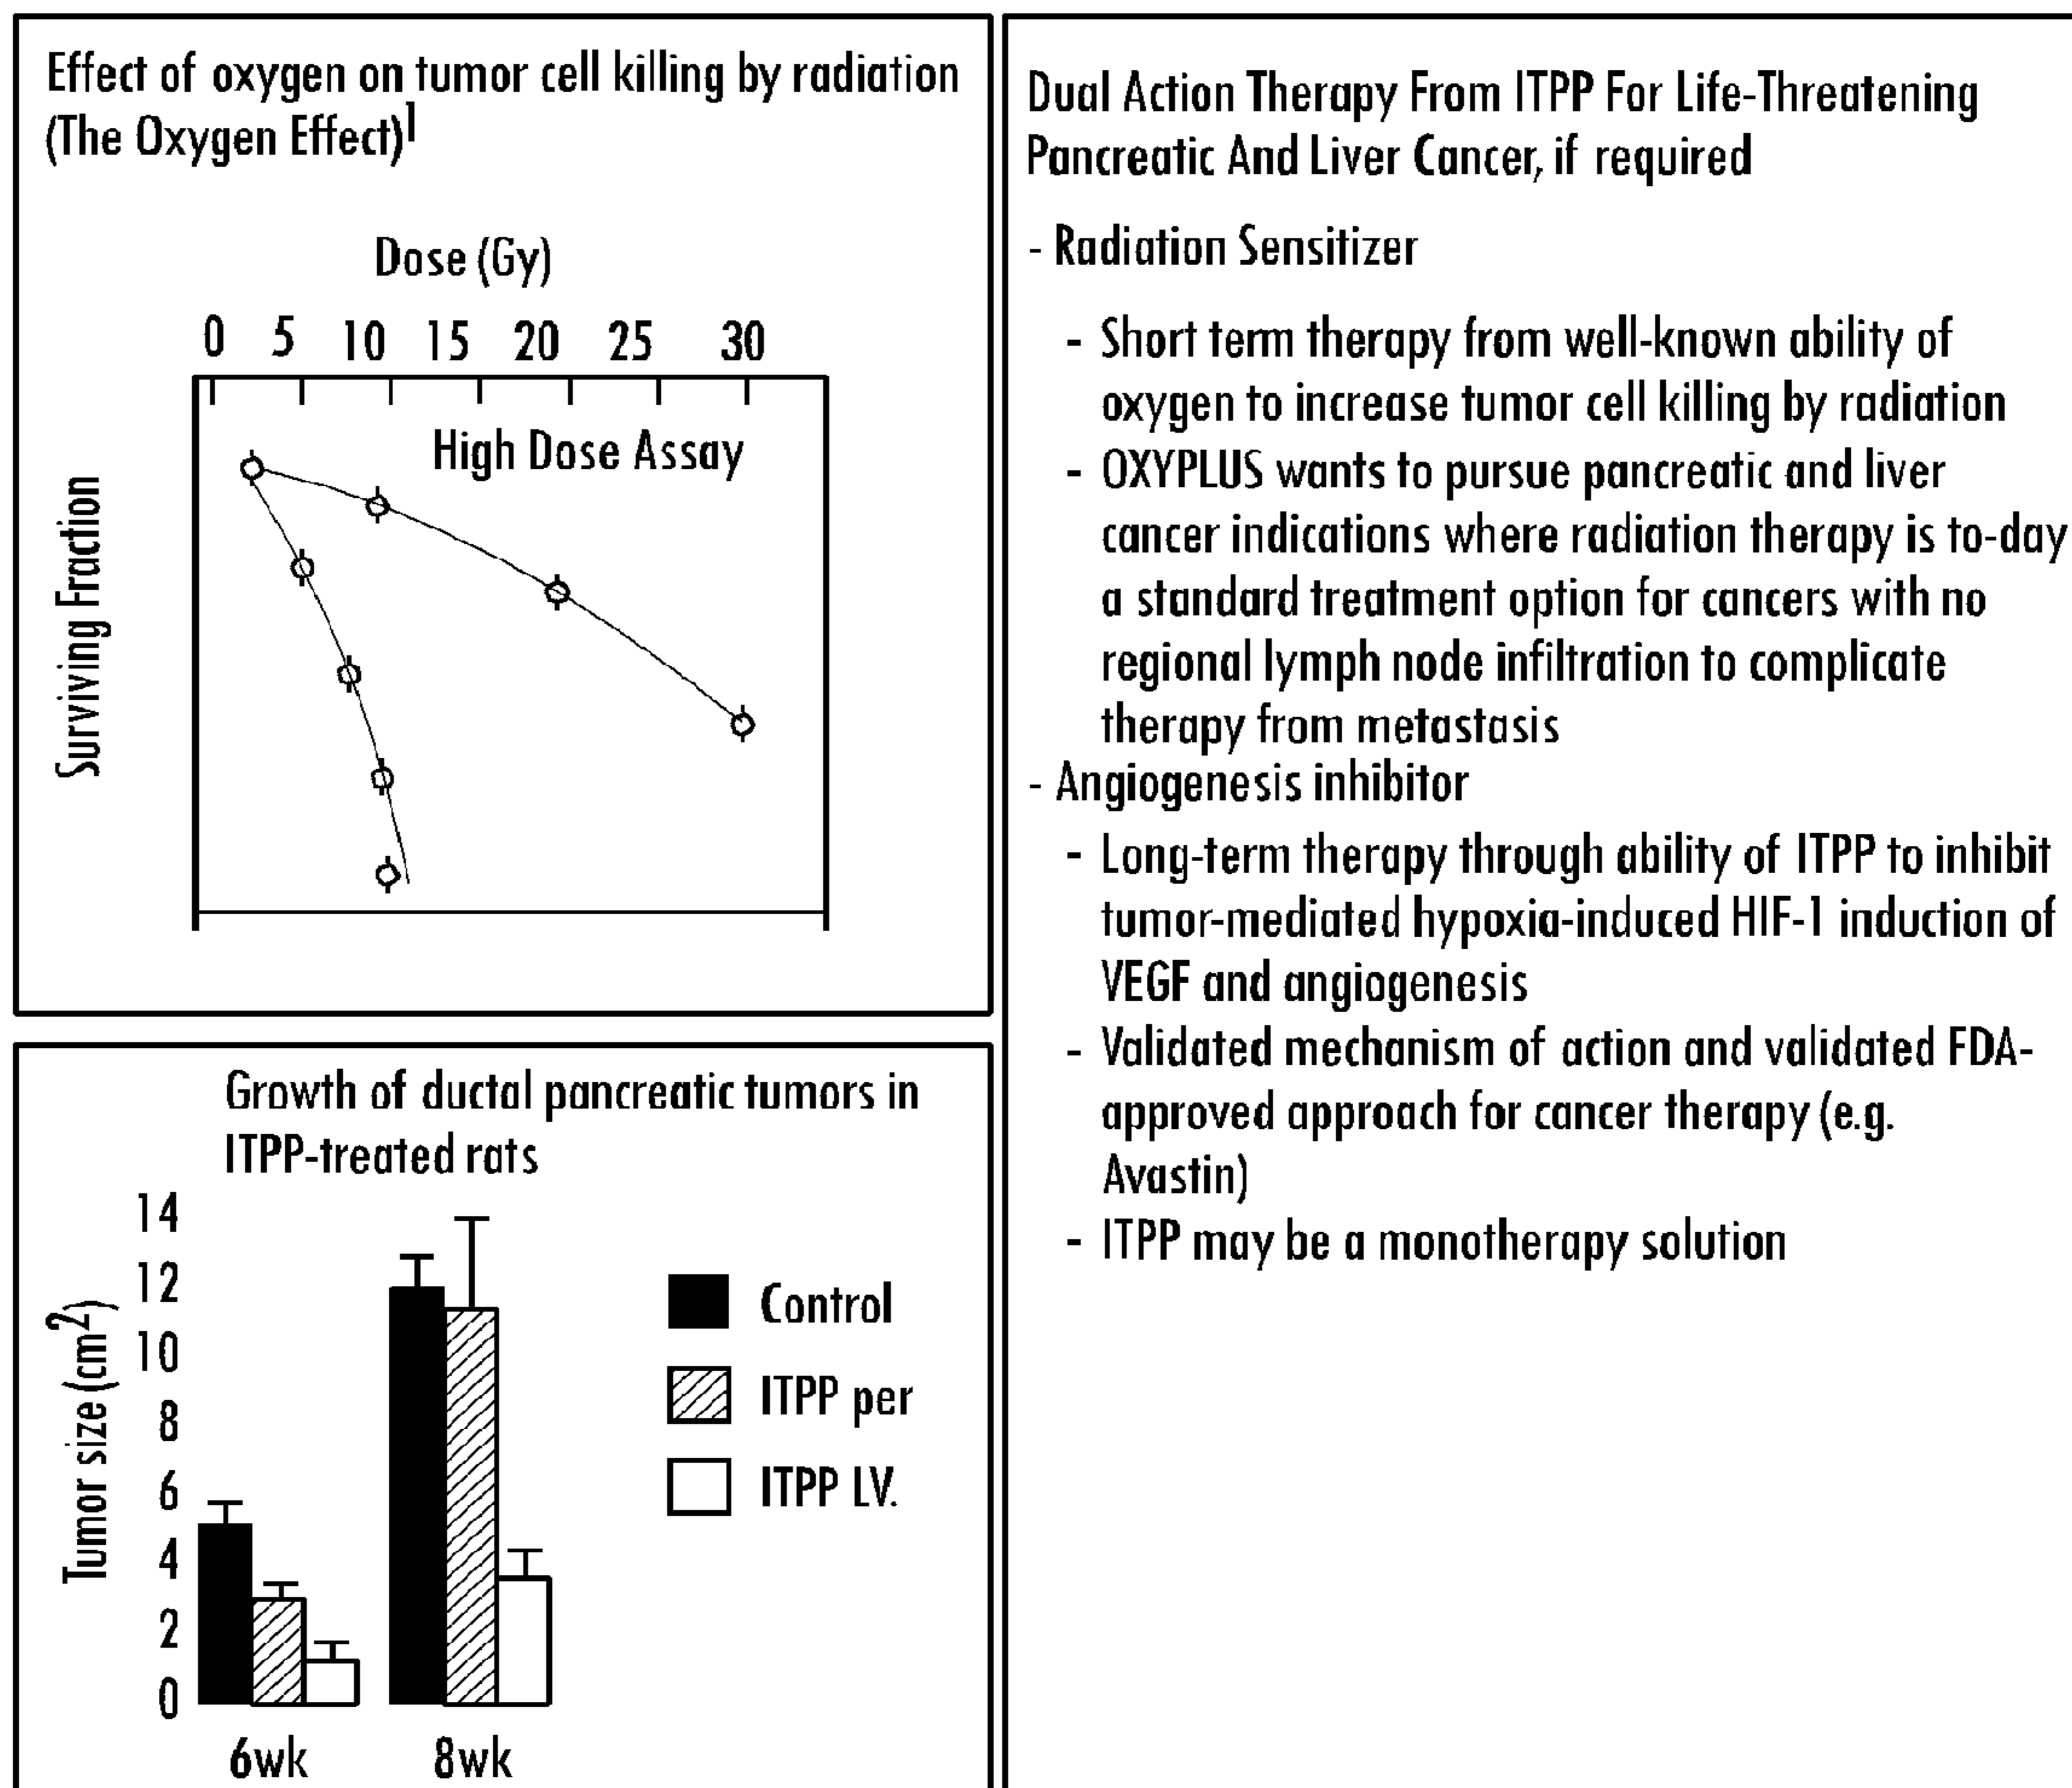 Effect of oxygen on tumor cell killing by radiation
(The Oxygen Effect)1
Dose (Gy)
0 5 10 15 20 25 30
High Dose Assay
Surviving Fraction
Growth of ductal pancreatic tumors in
ITPP-treated rats
14
12
10
8
6
4
2
0
Tumor size (cm2)
6wk 8wk
Control
ITPP per
ITPP I.V.
Dual Action Therapy From ITPP For Life-Threatening
Pancreatic And Liver Cancer, if required
- Radiation Sensitizer
- Short term therapy from well-known ability of
oxygen to increase tumor cell killing by radiation
- OXYPLUS wants to pursue pancreatic and liver
cancer indications where radiation therapy is to-day
a standard treatment option for cancers with no
regional lymph node infiltration to complicate
therapy from metastasis
- Angiogenesis inhibitor
- Long-term therapy through ability of ITPP to inhibit
tumor-mediated hypoxia-induced HIF-1 induction of
VEGF and angiogenesis
- Validated mechanism of action and validated FDA-
approved approach for cancer therapy (e.g.
Avastin)
- ITPP may be a monotherapy solution